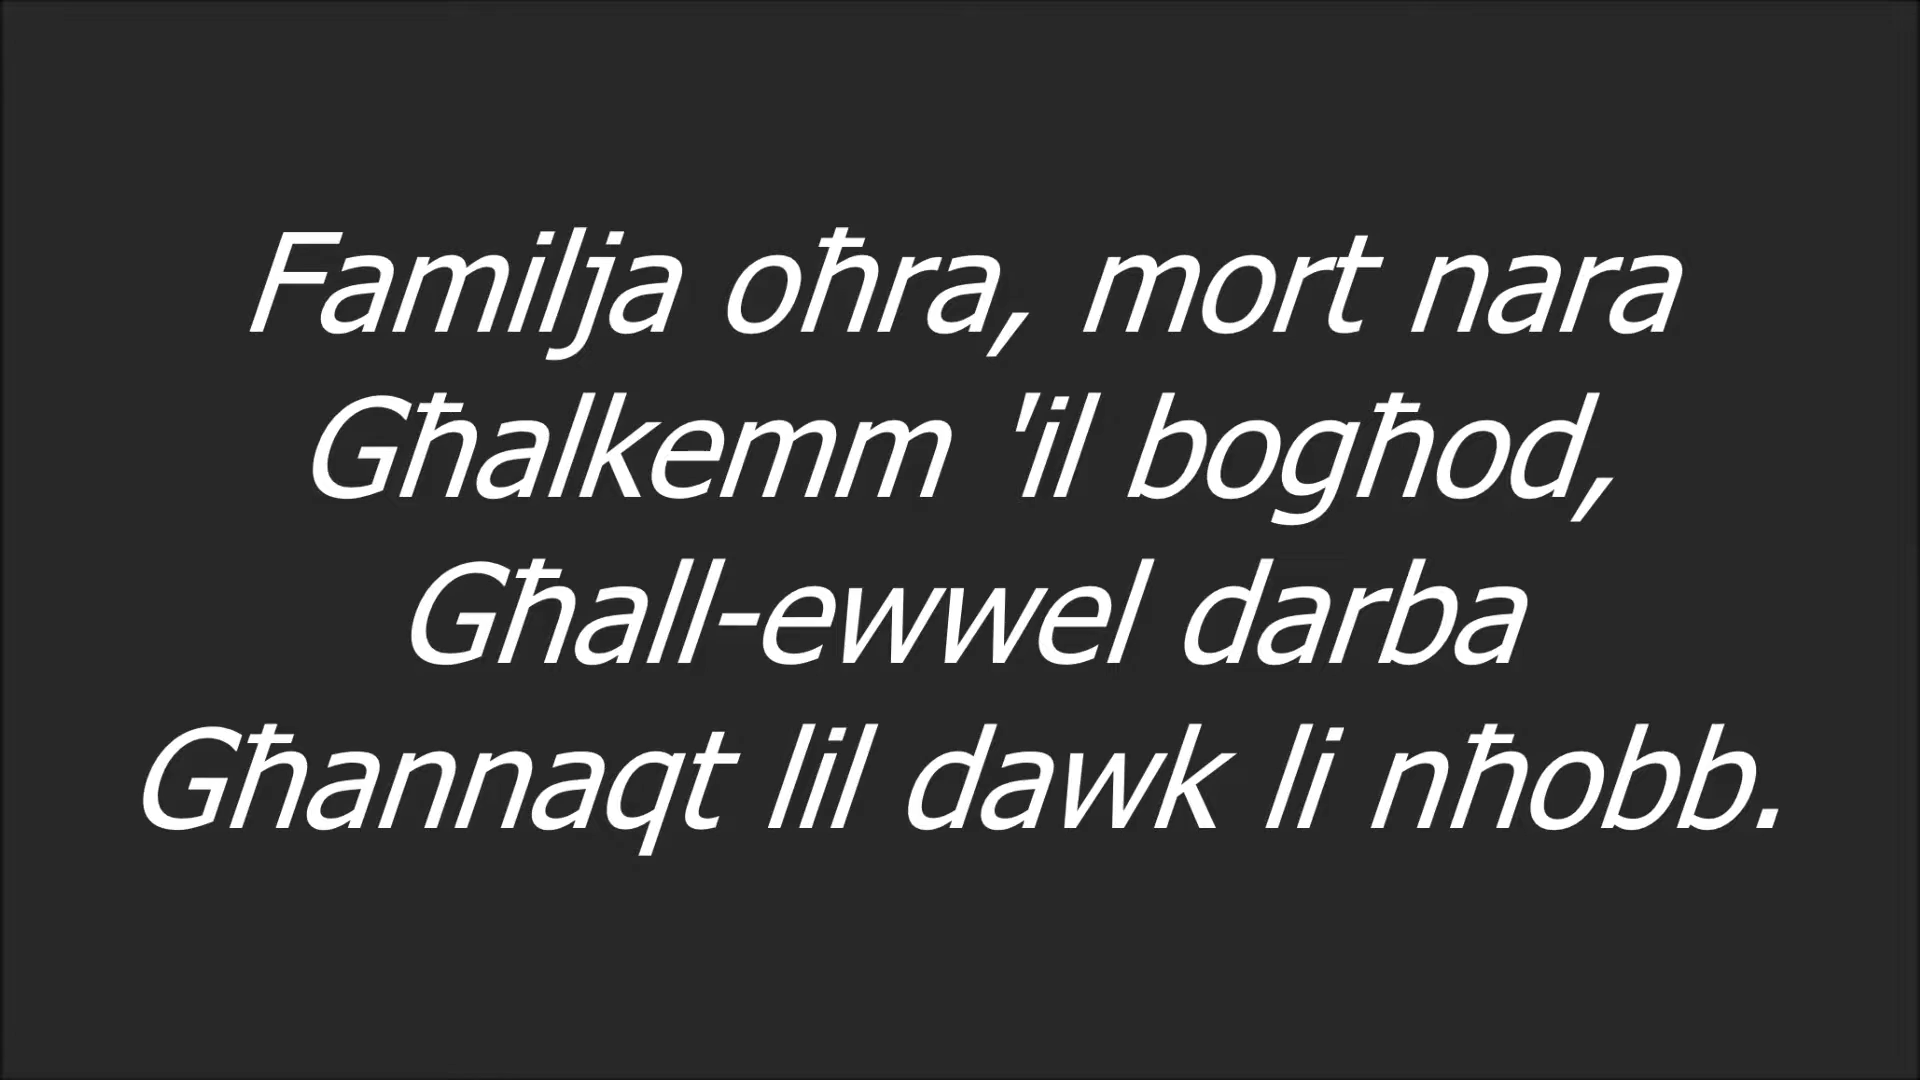 Familja oħra, mort nara
Għalkemm 'il bogħod,
Għall-ewwel darba
Għannaqt lil dawk li nħobb.